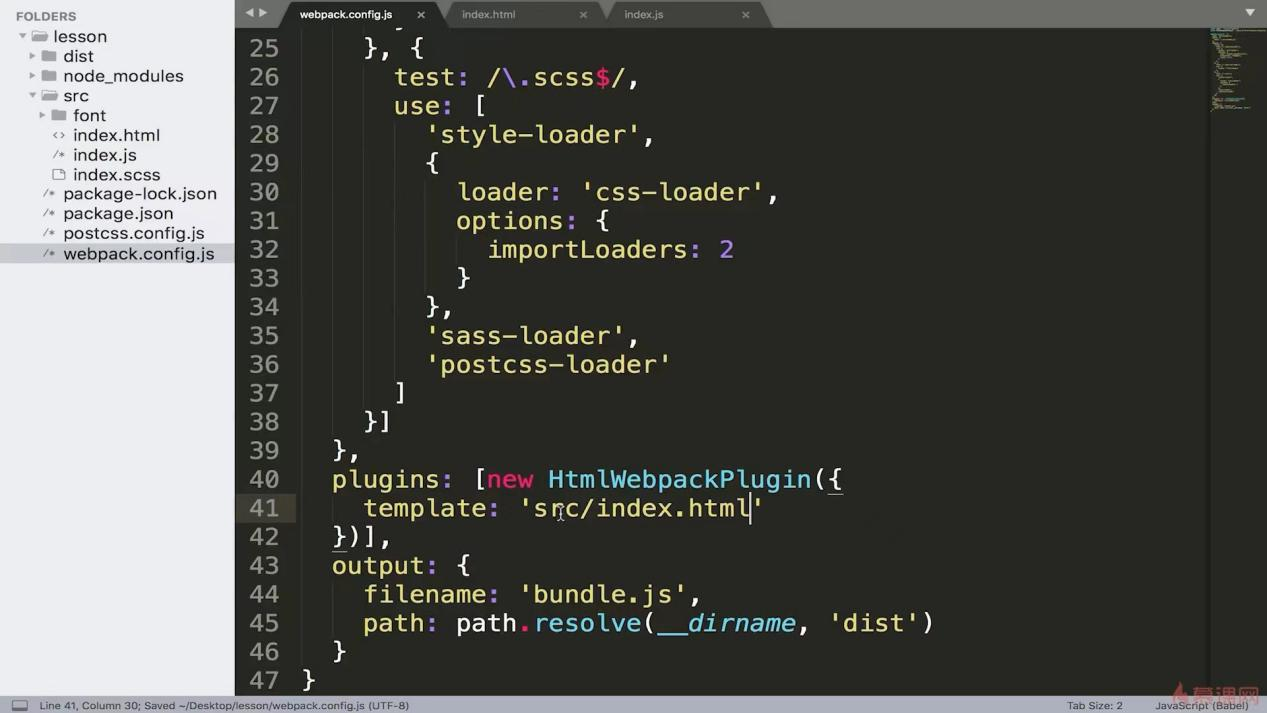 FOLDERS
lesson
dist
node_modules
src
font
index.html
index.js
index.scss
package-lock.json
package.json
postcss.config.js
webpack.config.js
webpack.config.js
index.html
index.js
25 }, {
26 test: /\.scss$/,
27 use: [
28 'style-loader',
29 {
30 loader: 'css-loader',
31 options: {
32 importLoaders: 2
33 }
34 },
35 'sass-loader',
36 'postcss-loader'
37 ]
38 }]
39 },
40 plugins: [new HtmlWebpackPlugin({
41 template: 'src/index.html'
42 })],
43 output: {
44 filename: 'bundle.js',
45 path: path.resolve(__dirname, 'dist')
46 }
47 }
慕课网
Line 41, Column 30; Saved ~/Desktop/lesson/webpack.config.js (UTF-8)
Tab Size: 2
JavaScript (Babel)